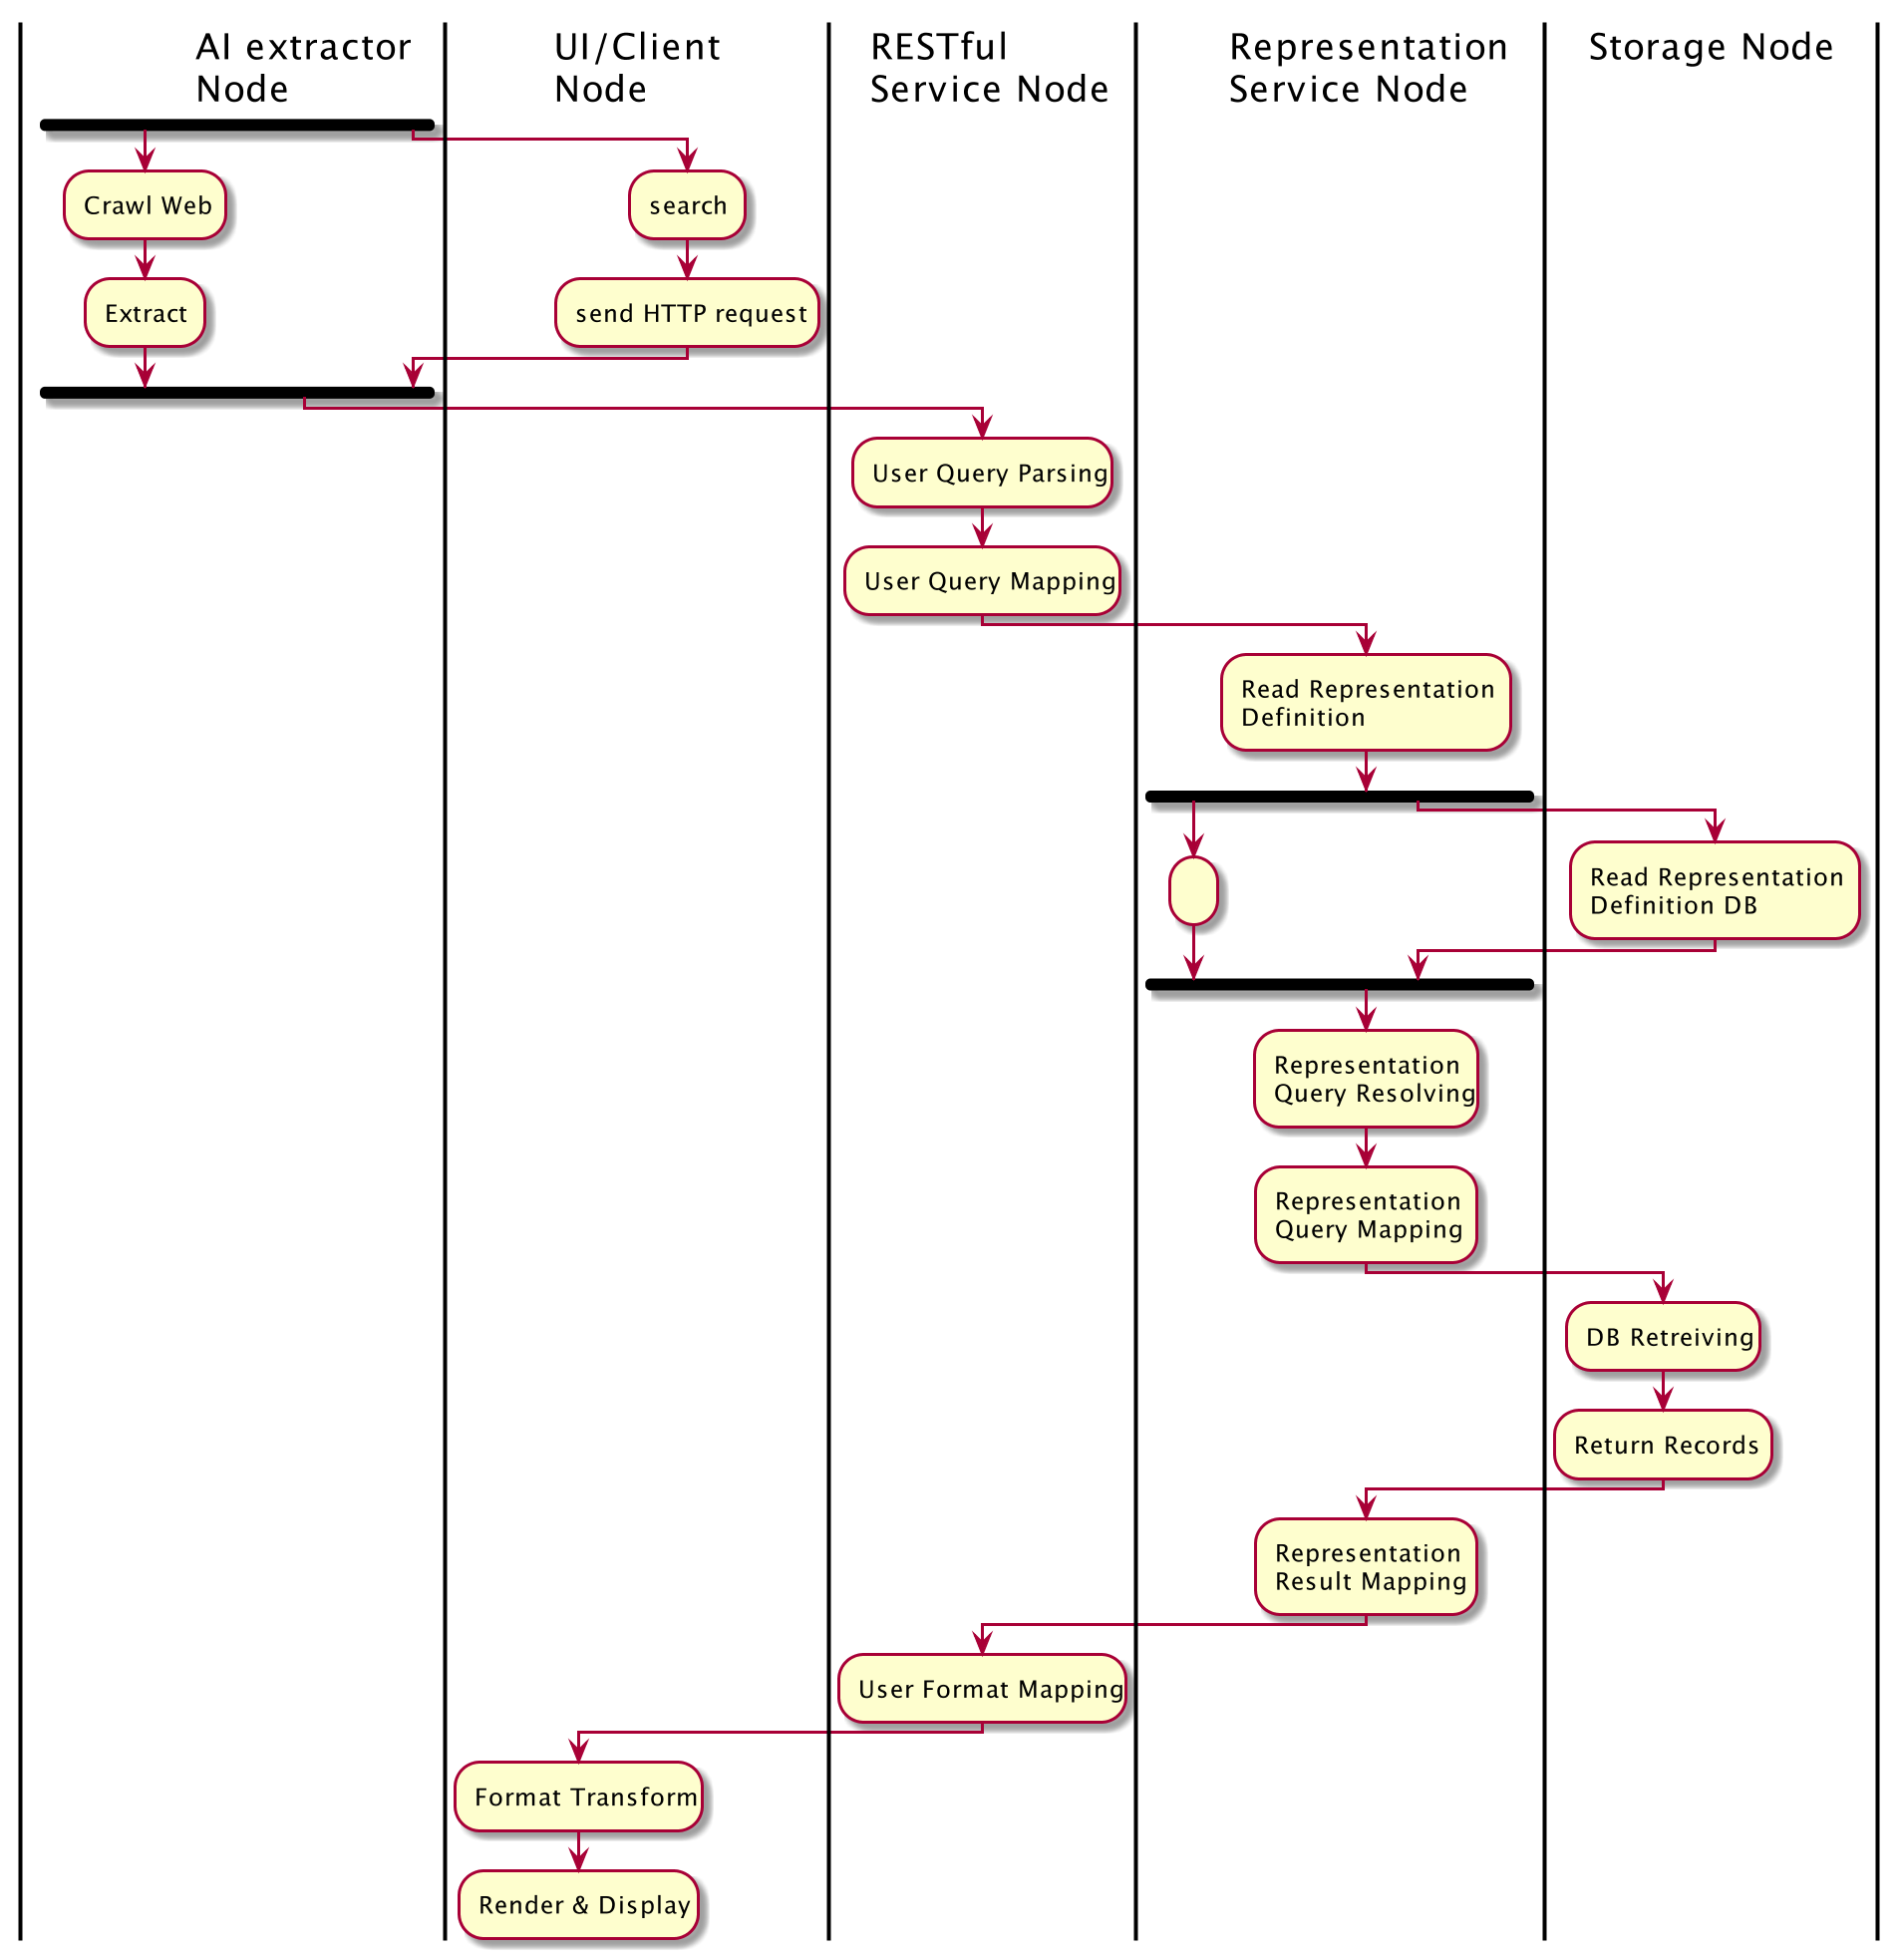 AI extractor
Node
UI/Client
Node
RESTful
Service Node
Representation
Service Node
Storage Node
Crawl Web
search
Extract
send HTTP request
User Query Parsing
User Query Mapping
Read Representation
Definition
Read Representation
Definition DB
Representation
Query Resolving
Representation
Query Mapping
DB Retreiving
Return Records
Representation
Result Mapping
User Format Mapping
Format Transform
Render & Display